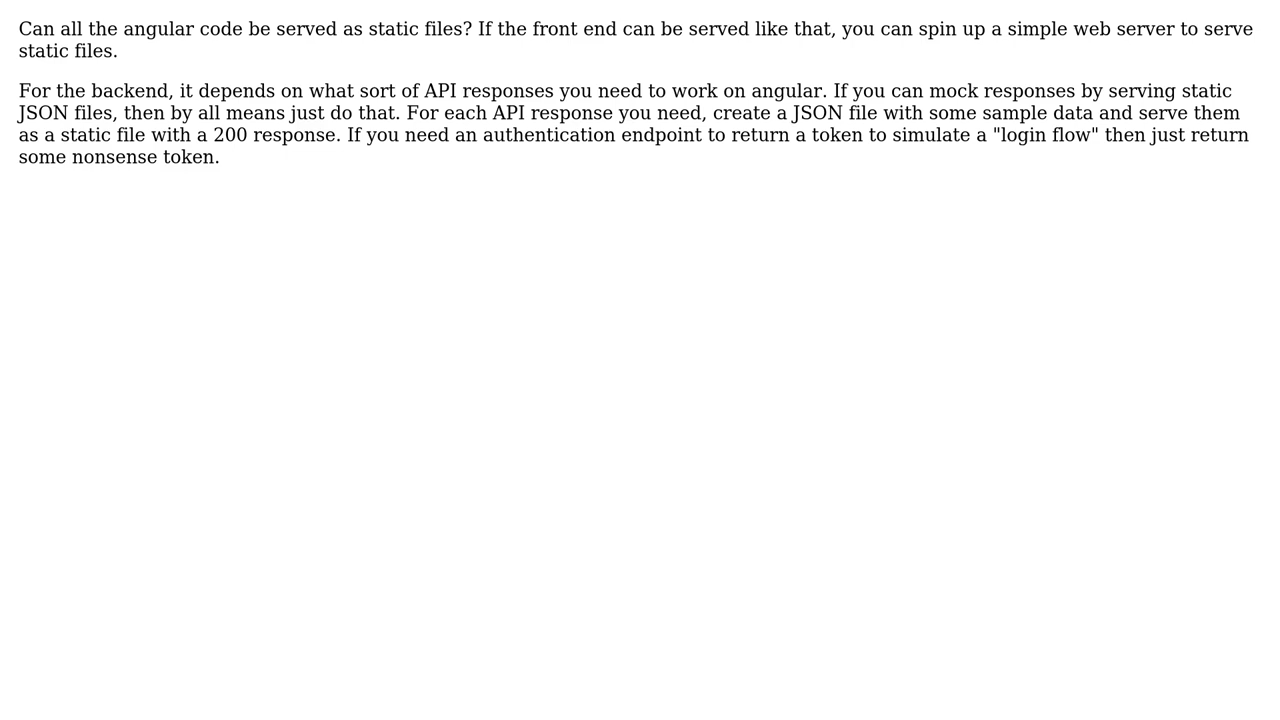 Can all the angular code be served as static files? If the front end can be served like that, you can spin up a simple web server to serve
static files.
For the backend, it depends on what sort of API responses you need to work on angular. If you can mock responses by serving static
JSON files, then by all means just do that. For each API response you need, create a JSON file with some sample data and serve them
as a static file with a 200 response. If you need an authentication endpoint to return a token to simulate a "login flow" then just return
some nonsense token.